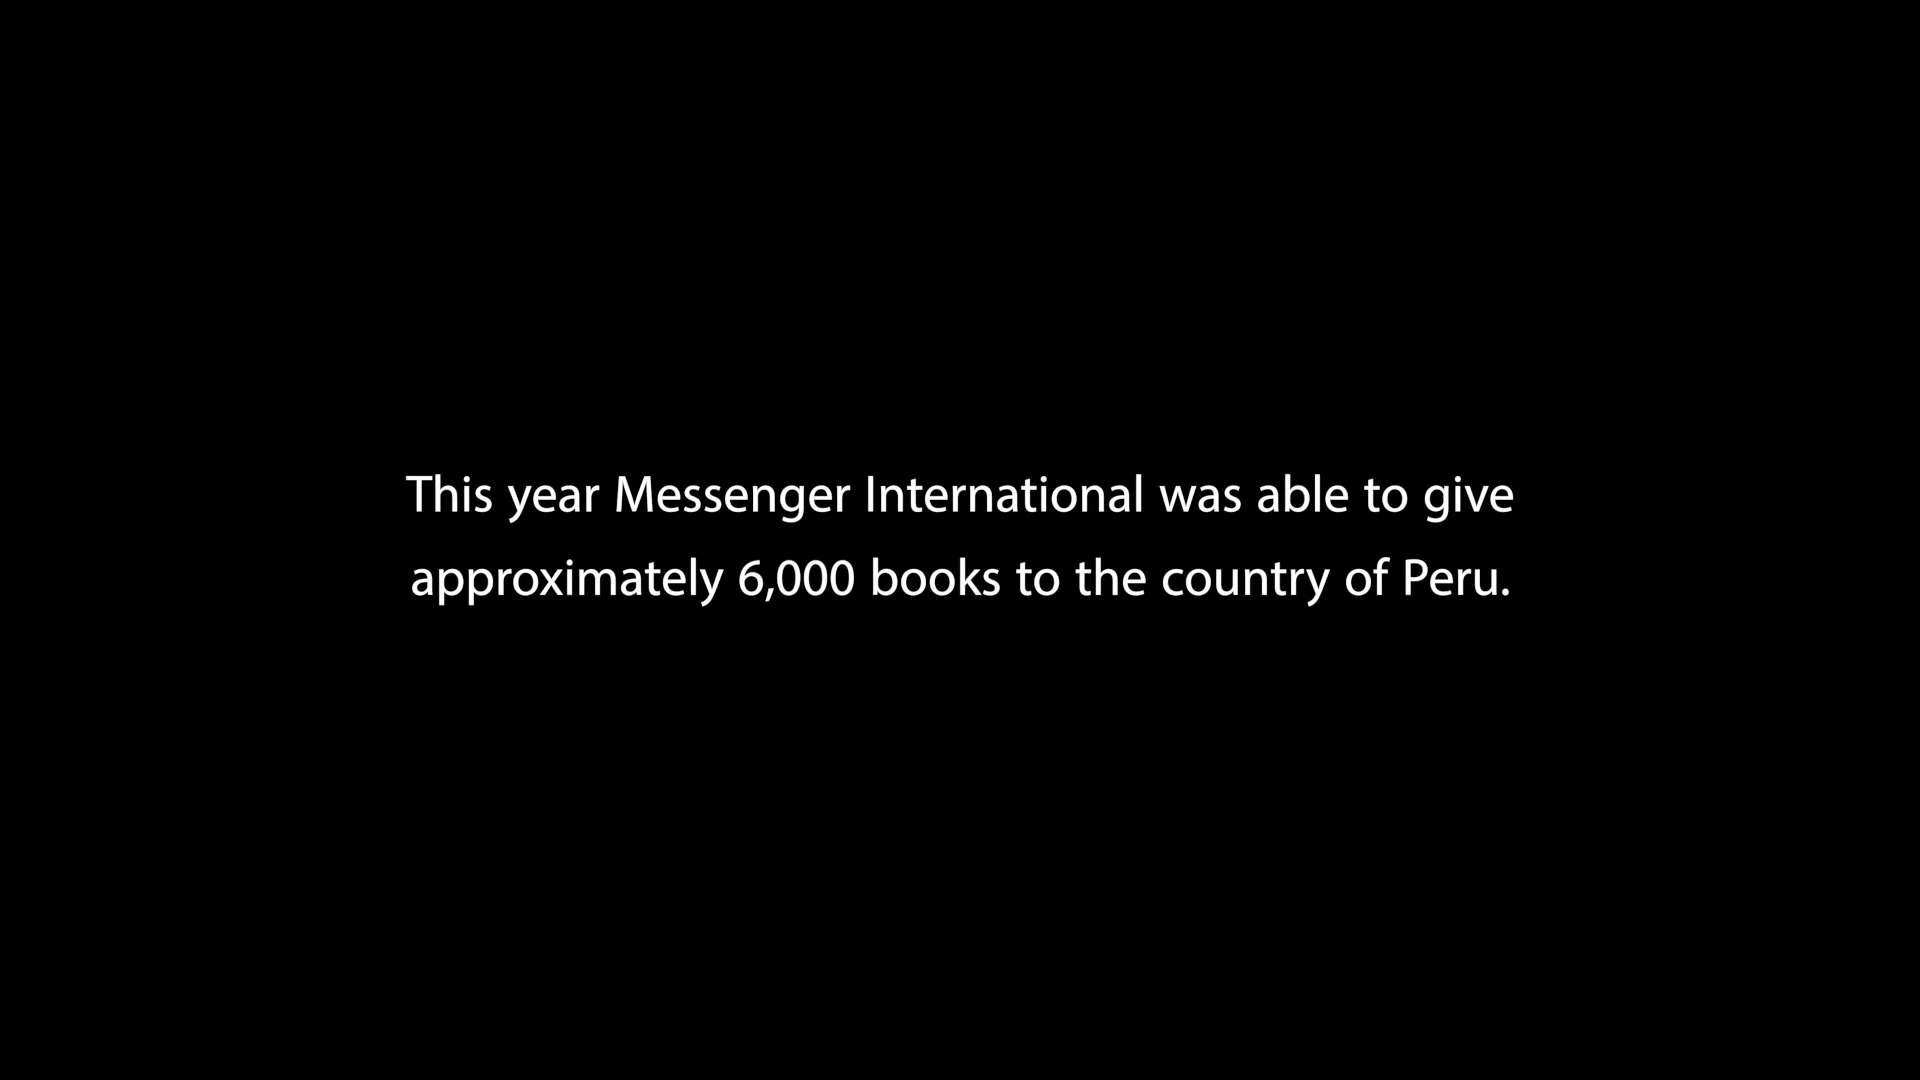 This year Messenger International was able to give
approximately 6,000 books to the country of Peru.